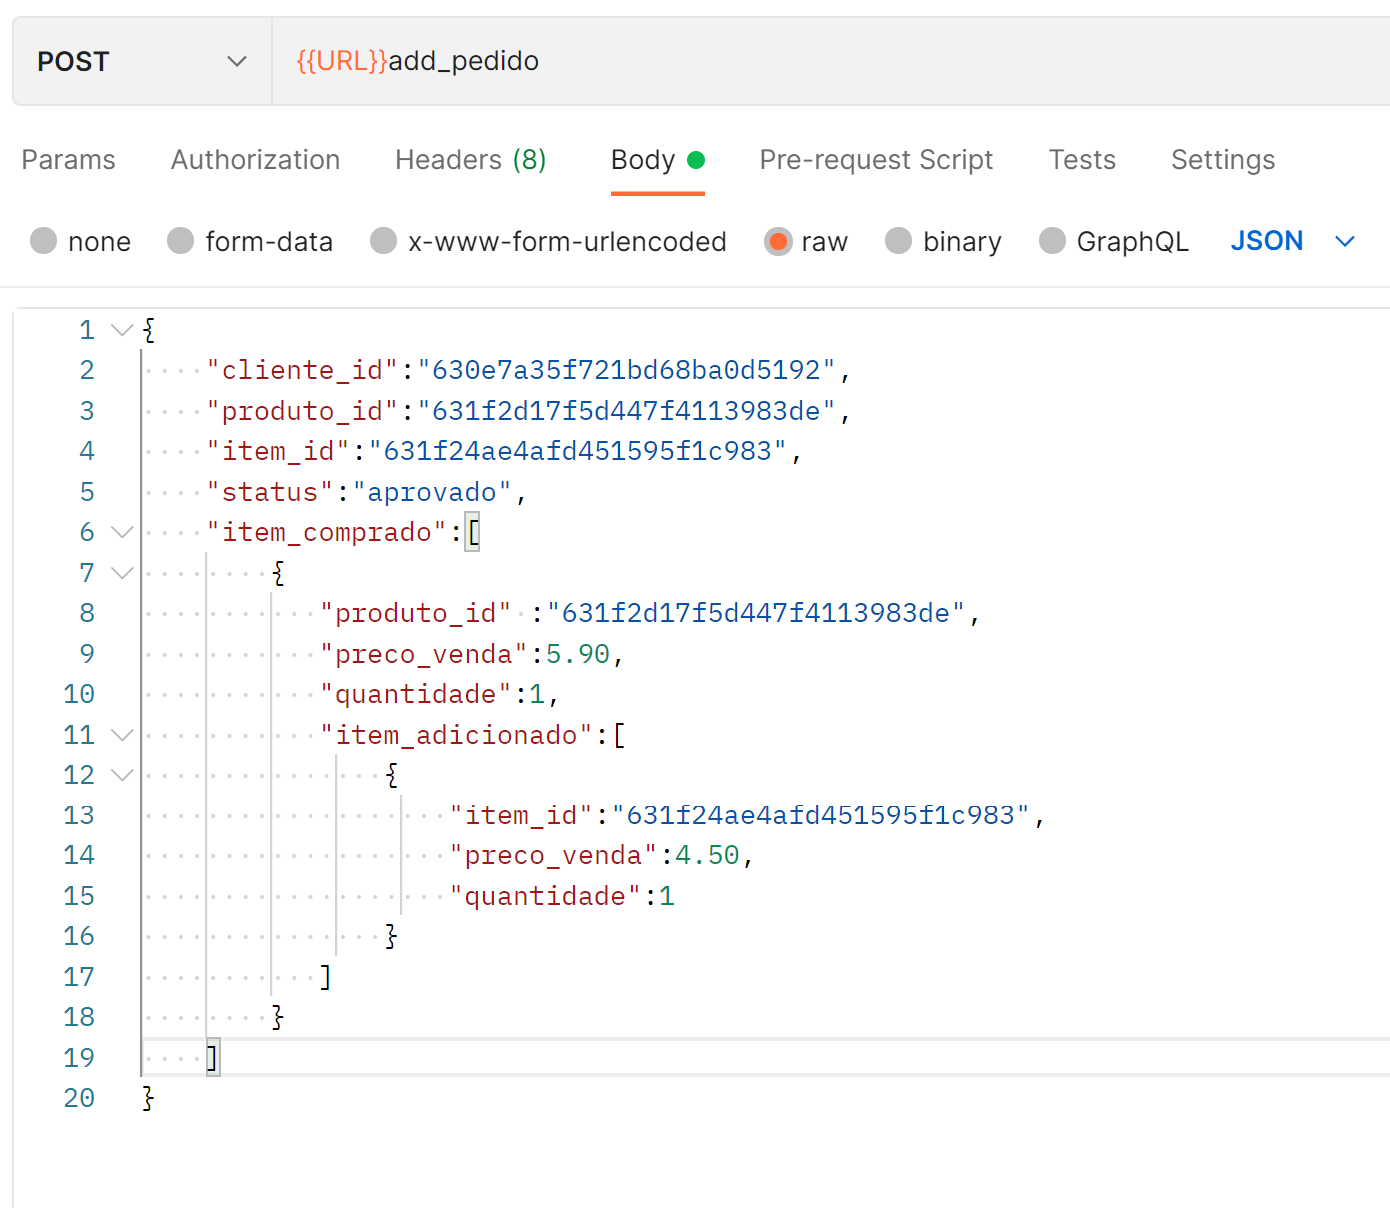 POST {{URL}}add_pedido
Params Authorization Headers (8) Body Pre-request Script Tests Settings
none form-data x-www-form-urlencoded raw binary GraphQL JSON
1 {
2 "cliente_id":"630e7a35f721bd68ba0d5192",
3 "produto_id":"631f2d17f5d447f4113983de",
4 "item_id":"631f24ae4afd451595f1c983",
5 "status":"aprovado",
6 "item_comprado":[
7 {
8 "produto_id" :"631f2d17f5d447f4113983de",
9 "preco_venda":5.90,
10 "quantidade":1,
11 "item_adicionado":[
12 {
13 "item_id":"631f24ae4afd451595f1c983",
14 "preco_venda":4.50,
15 "quantidade":1
16 }
17 ]
18 }
19 ]
20 }